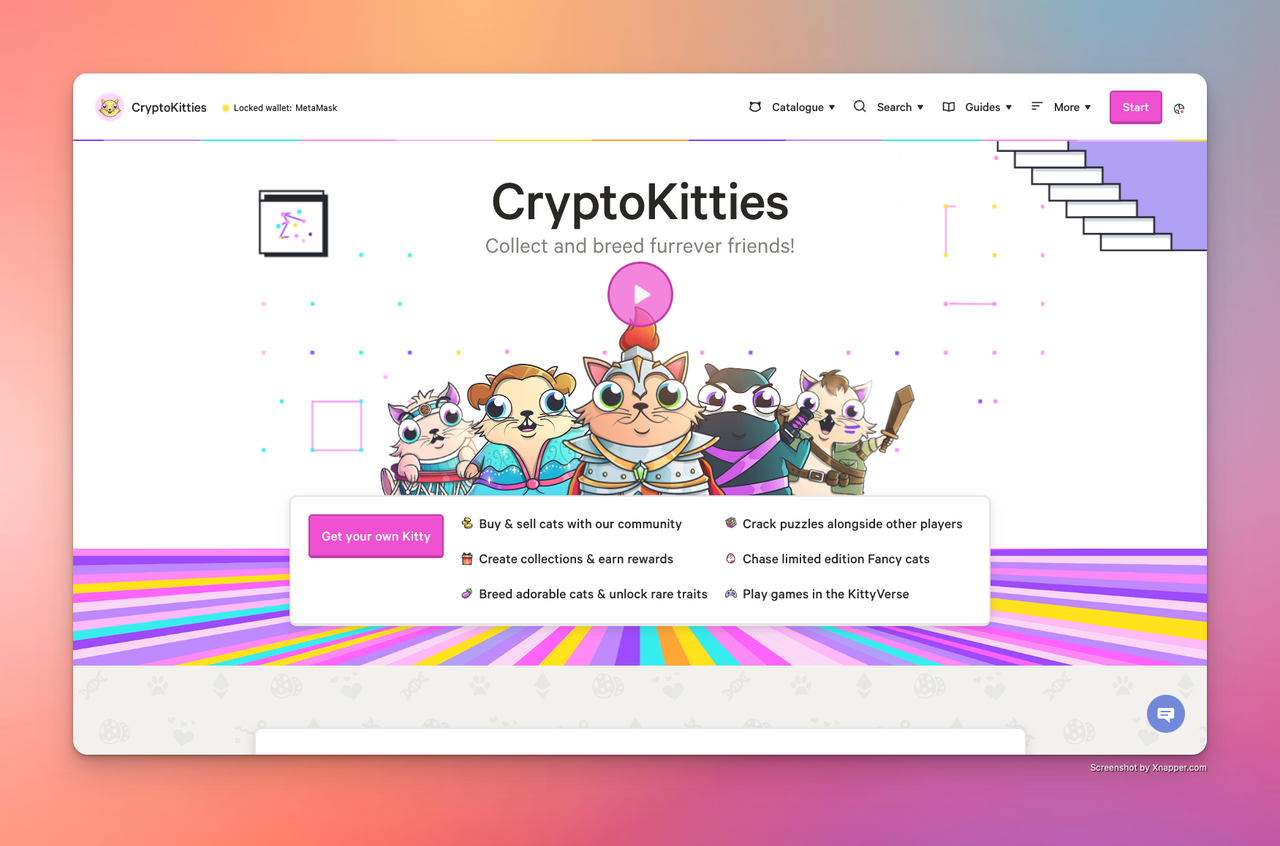 CryptoKitties
Locked wallet: MetaMask
Catalogue
Search
Guides
More
Start
CryptoKitties
Collect and breed furrever friends!
Get your own Kitty
Buy & sell cats with our community
Create collections & earn rewards
Breed adorable cats & unlock rare traits
Crack puzzles alongside other players
Chase limited edition Fancy cats
Play games in the KittyVerse
Screenshot by Xnapper.com